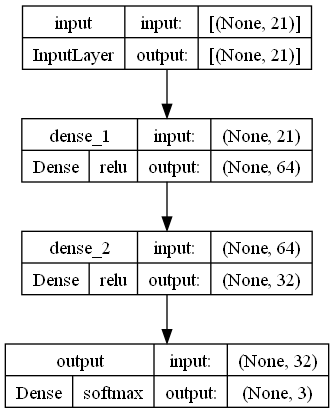 input input: [(None, 21)]
InputLayer output: [(None, 21)]
dense_1 input: (None, 21)
Dense relu output: (None, 64)
dense_2 input: (None, 64)
Dense relu output: (None, 32)
output input: (None, 32)
Dense softmax output: (None, 3)